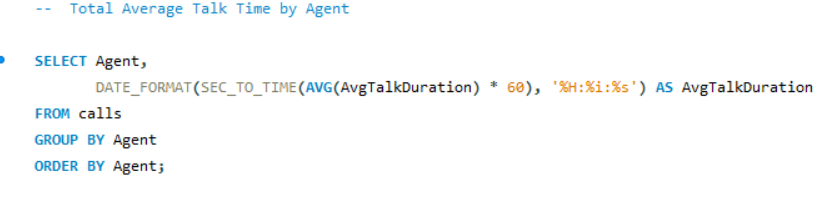 -- Total Average Talk Time by Agent
SELECT Agent,
DATE_FORMAT(SEC_TO_TIME(AVG(AvgTalkDuration) * 60), '%H:%i:%s') AS AvgTalkDuration
FROM calls
GROUP BY Agent
ORDER BY Agent;